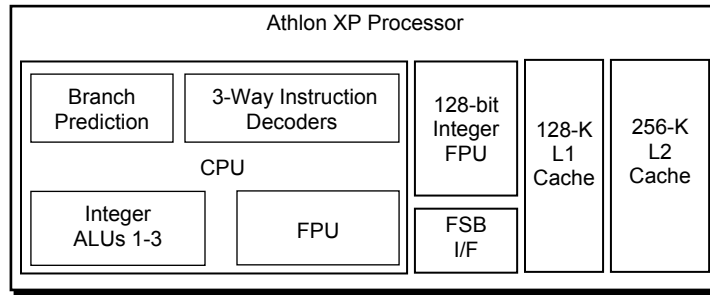 Athlon XP Processor
Branch
Prediction
3-Way Instruction
Decoders
CPU
Integer
ALUs 1-3
FPU
128-bit
Integer
FPU
FSB
I/F
128-K
L1
Cache
256-K
L2
Cache